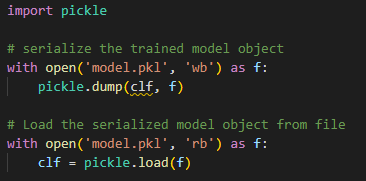 import pickle
# serialize the trained model object
with open('model.pkl', 'wb') as f:
    pickle.dump(clf, f)
# Load the serialized model object from file
with open('model.pkl', 'rb') as f:
    clf = pickle.load(f)